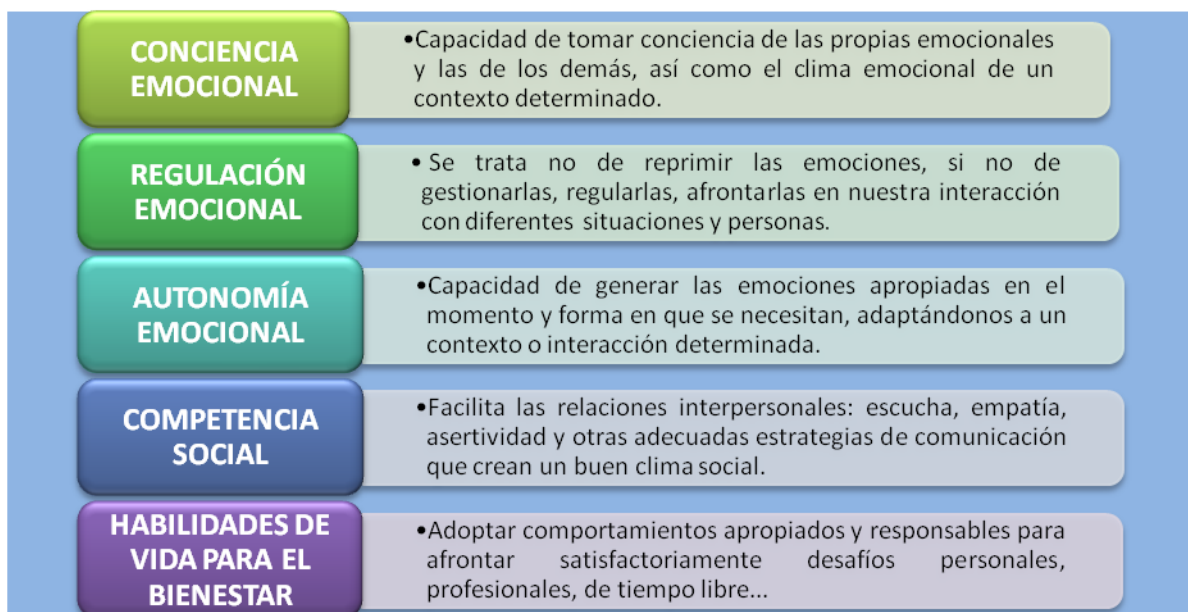 CONCIENCIA
EMOCIONAL
•Capacidad de tomar conciencia de las propias emocionales
y las de los demás, así como el clima emocional de un
contexto determinado.
REGULACIÓN
EMOCIONAL
• Se trata no de reprimir las emociones, si no de
gestionarlas, regularlas, afrontarlas en nuestra interacción
con diferentes situaciones y personas.
AUTONOMÍA
EMOCIONAL
•Capacidad de generar las emociones apropiadas en el
momento y forma en que se necesitan, adaptándonos a un
contexto o interacción determinada.
COMPETENCIA
SOCIAL
•Facilita las relaciones interpersonales: escucha, empatía,
asertividad y otras adecuadas estrategias de comunicación
que crean un buen clima social.
HABILIDADES DE
VIDA PARA EL
BIENESTAR
•Adoptar comportamientos apropiados y responsables para
afrontar satisfactoriamente desafíos personales,
profesionales, de tiempo libre...